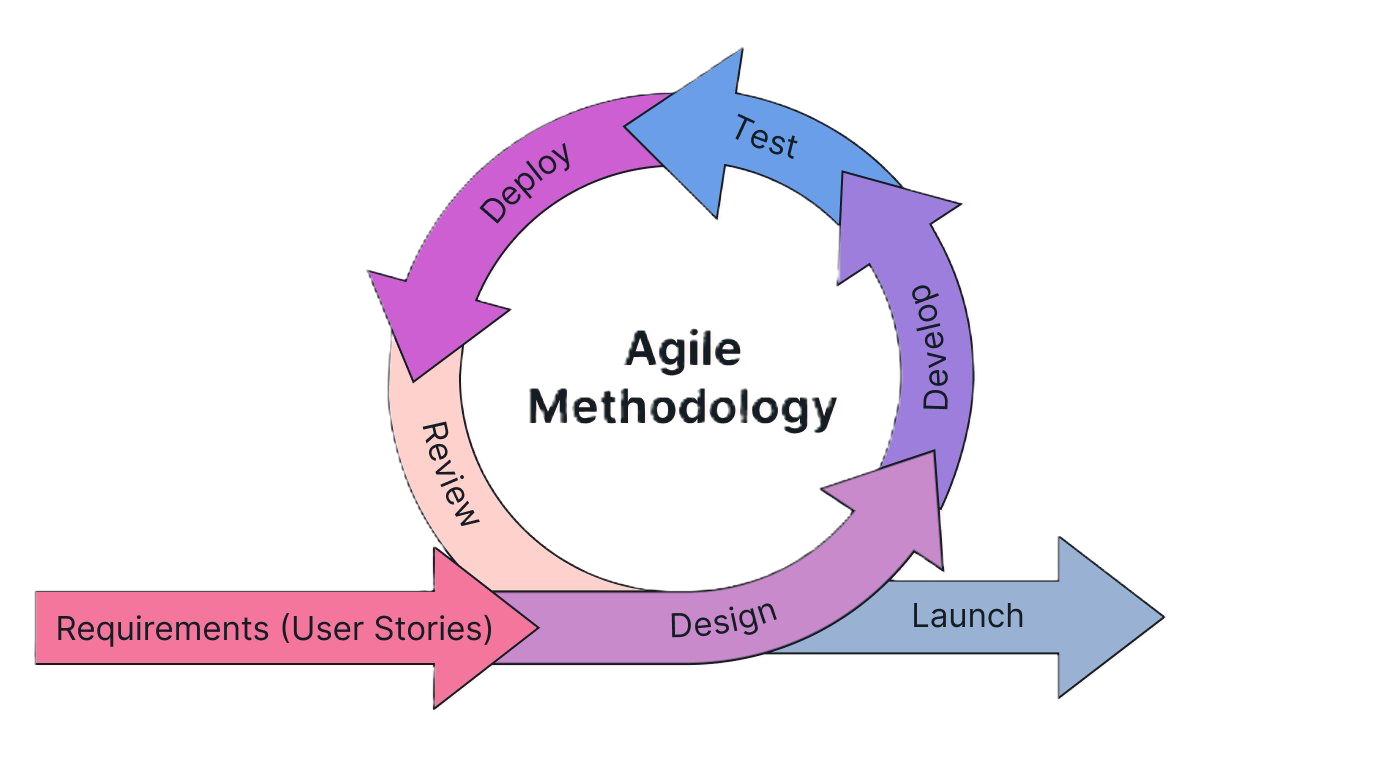 Agile
Methodology
Requirements (User Stories)
Design
Develop
Test
Deploy
Review
Launch